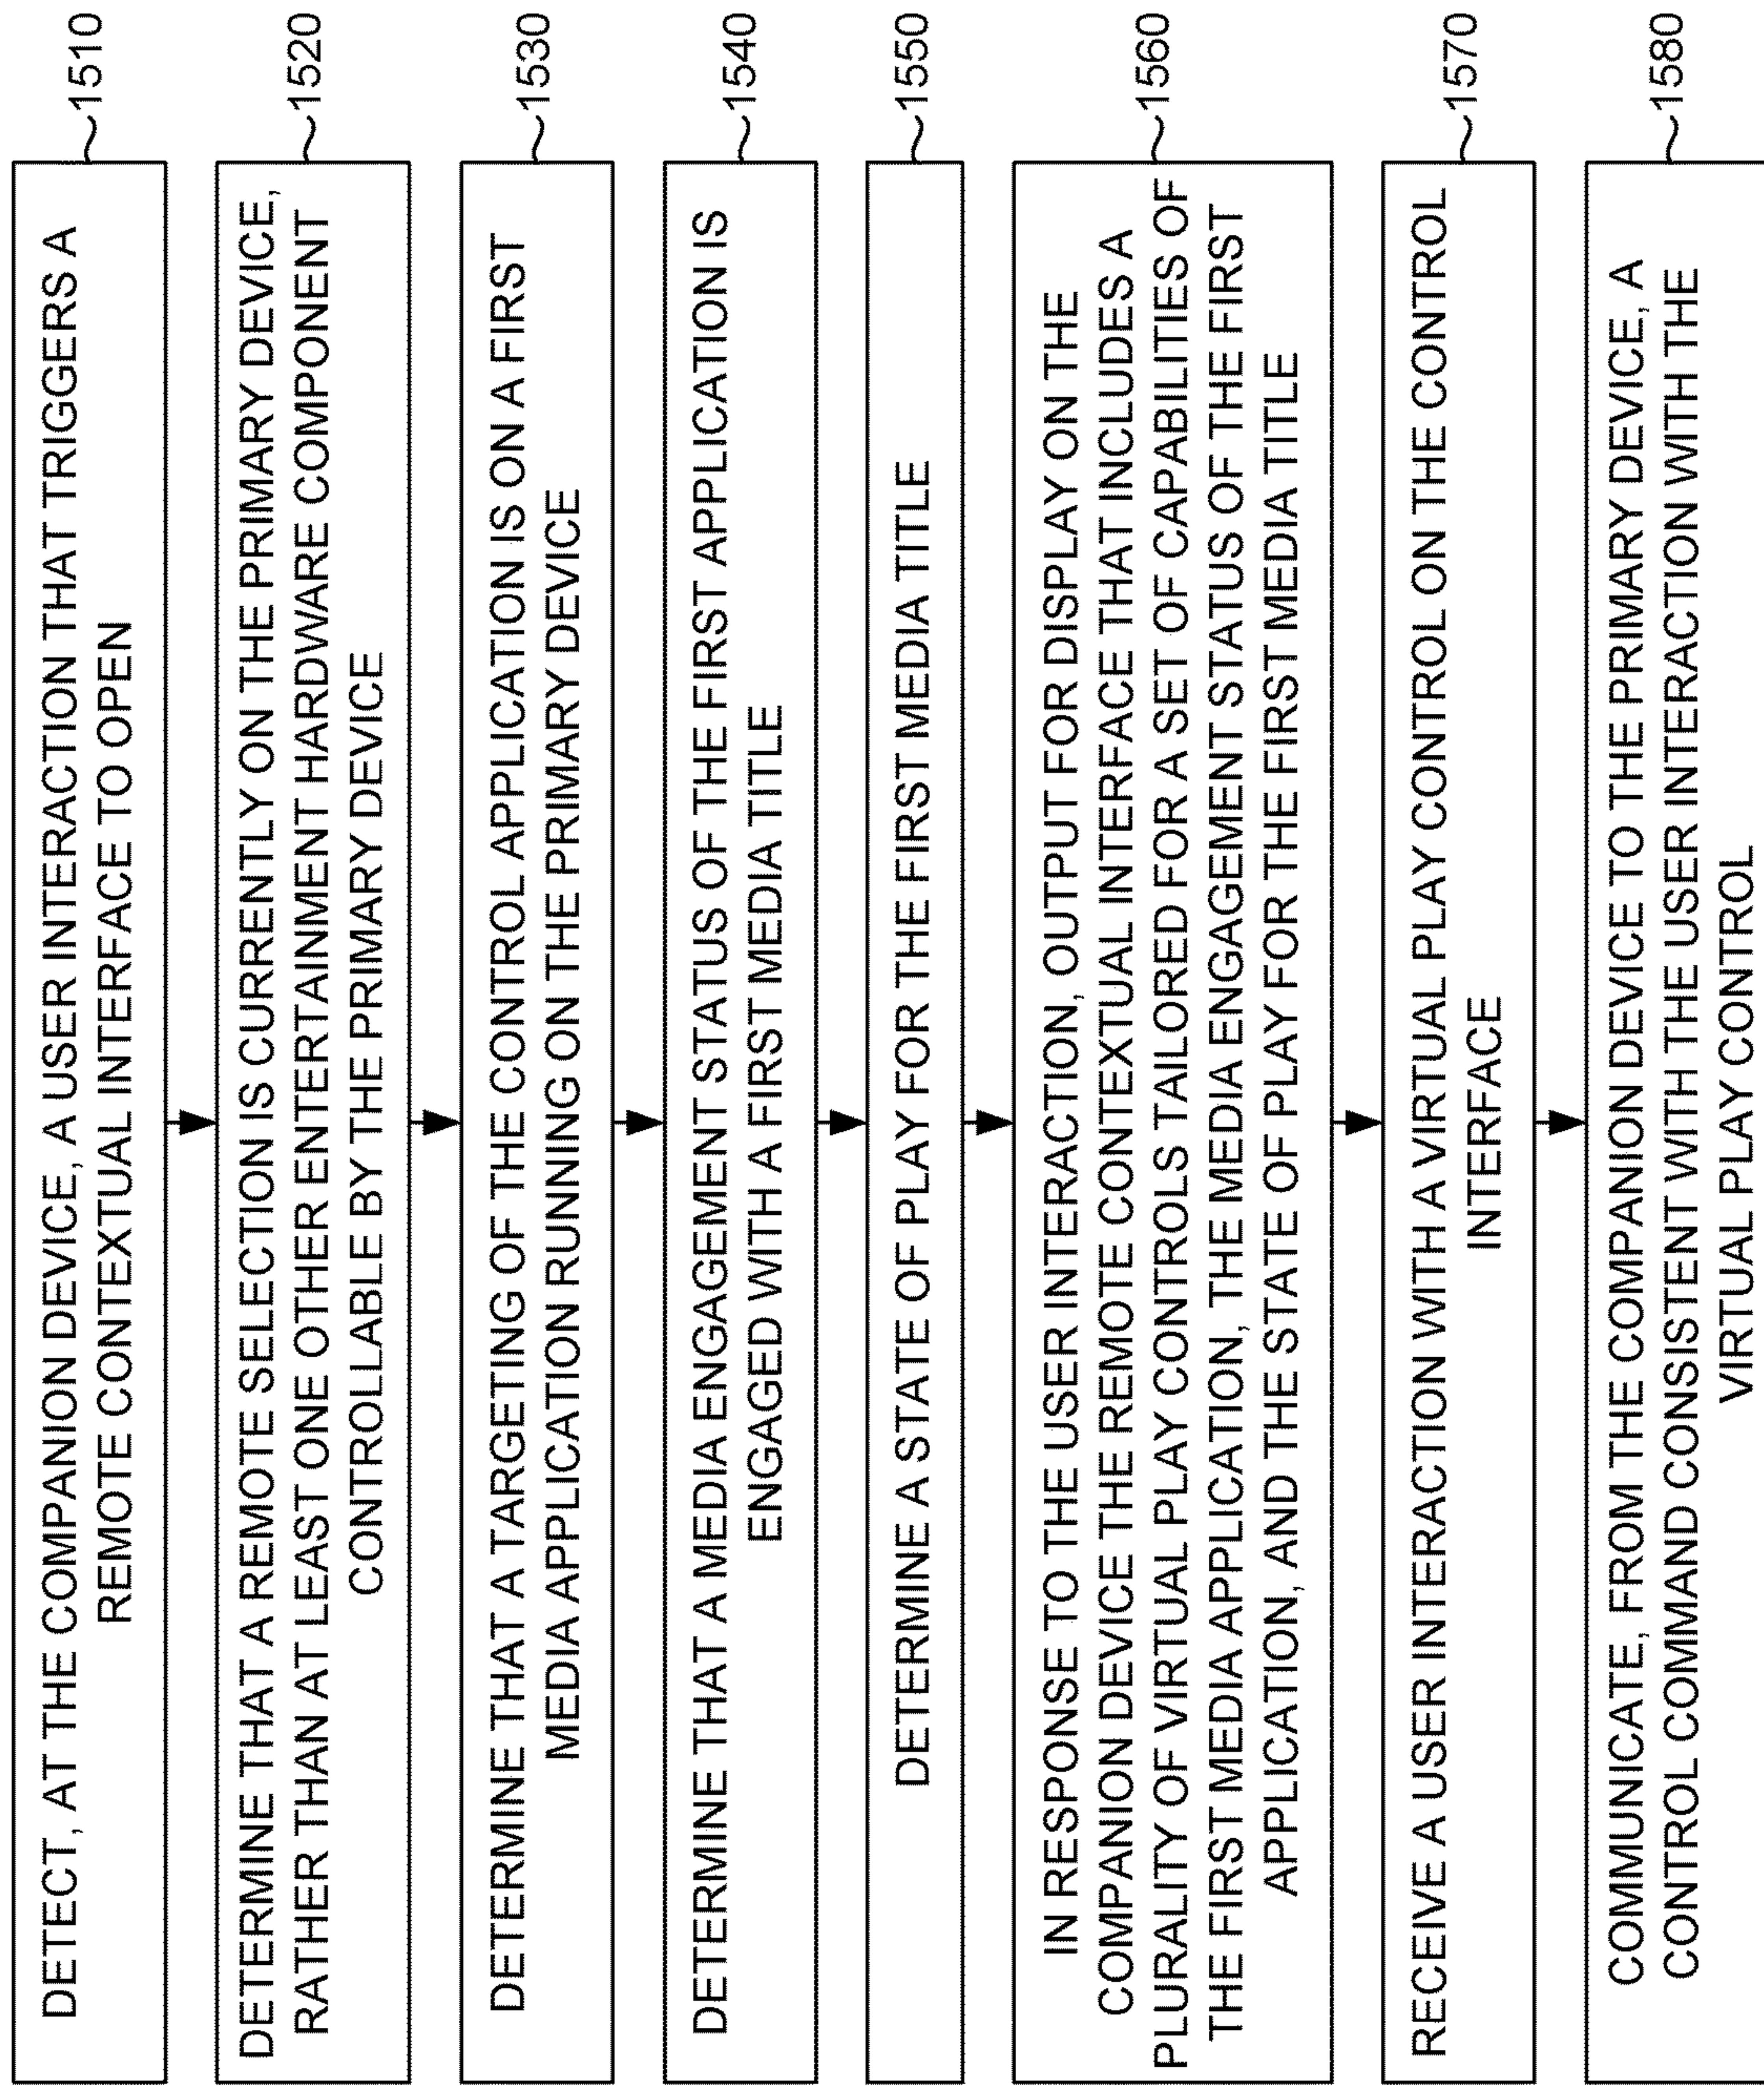 DETECT, AT THE COMPANION DEVICE, A USER INTERACTION THAT TRIGGERS A
REMOTE CONTEXTUAL INTERFACE TO OPEN
1510
DETERMINE THAT A REMOTE SELECTION IS CURRENTLY ON THE PRIMARY DEVICE,
RATHER THAN AT LEAST ONE OTHER ENTERTAINMENT HARDWARE COMPONENT
CONTROLLABLE BY THE PRIMARY DEVICE
1520
DETERMINE THAT A TARGETING OF THE CONTROL APPLICATION IS ON A FIRST
MEDIA APPLICATION RUNNING ON THE PRIMARY DEVICE
1530
DETERMINE THAT A MEDIA ENGAGEMENT STATUS OF THE FIRST APPLICATION IS
ENGAGED WITH A FIRST MEDIA TITLE
1540
DETERMINE A STATE OF PLAY FOR THE FIRST MEDIA TITLE
1550
IN RESPONSE TO THE USER INTERACTION, OUTPUT FOR DISPLAY ON THE
COMPANION DEVICE THE REMOTE CONTEXTUAL INTERFACE THAT INCLUDES A
PLURALITY OF VIRTUAL PLAY CONTROLS TAILORED FOR A SET OF CAPABILITIES OF
THE FIRST MEDIA APPLICATION, THE MEDIA ENGAGEMENT STATUS OF THE FIRST
APPLICATION, AND THE STATE OF PLAY FOR THE FIRST MEDIA TITLE
1560
RECEIVE A USER INTERACTION WITH A VIRTUAL PLAY CONTROL ON THE CONTROL
INTERFACE
1570
COMMUNICATE, FROM THE COMPANION DEVICE TO THE PRIMARY DEVICE, A
CONTROL COMMAND CONSISTENT WITH THE USER INTERACTION WITH THE
VIRTUAL PLAY CONTROL
1580